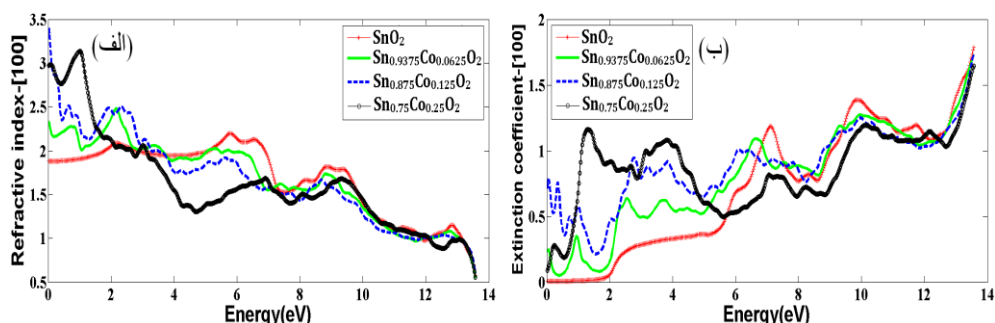 Refractive index-[100]
3.5
3
2.5
2
1.5
1
0.5
0
2
4
6
8
10
12
14
Energy(eV)
(الف)
SnO₂
Sn₀.₉₃₇₅Co₀.₀₆₂₅O₂
Sn₀.₈₇₅Co₀.₁₂₅O₂
Sn₀.₇₅Co₀.₂₅O₂
Extinction coefficient-[100]
2
1.5
1
0.5
0
0
2
4
6
8
10
12
14
Energy(eV)
(ب)
SnO₂
Sn₀.₉₃₇₅Co₀.₀₆₂₅O₂
Sn₀.₈₇₅Co₀.₁₂₅O₂
Sn₀.₇₅Co₀.₂₅O₂